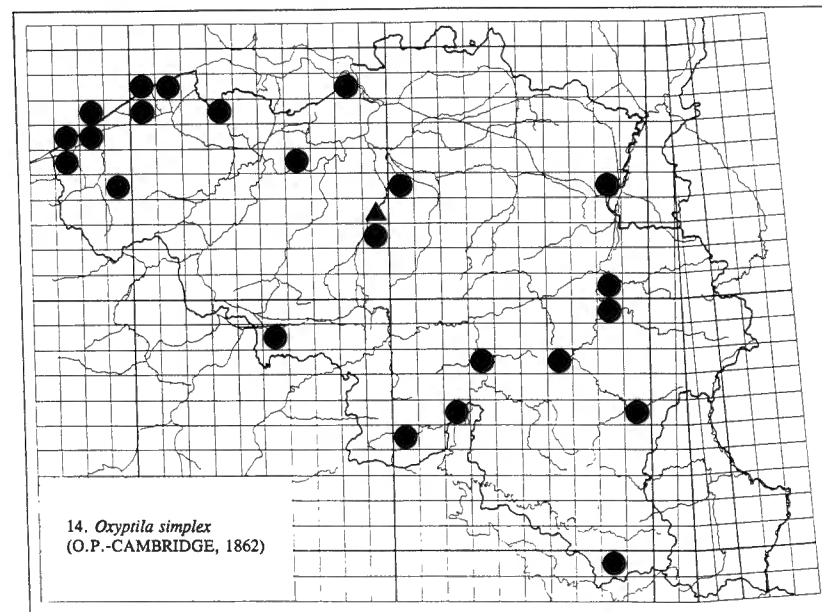 14. Oxyptila simplex
(O.P.-CAMBRIDGE, 1862)